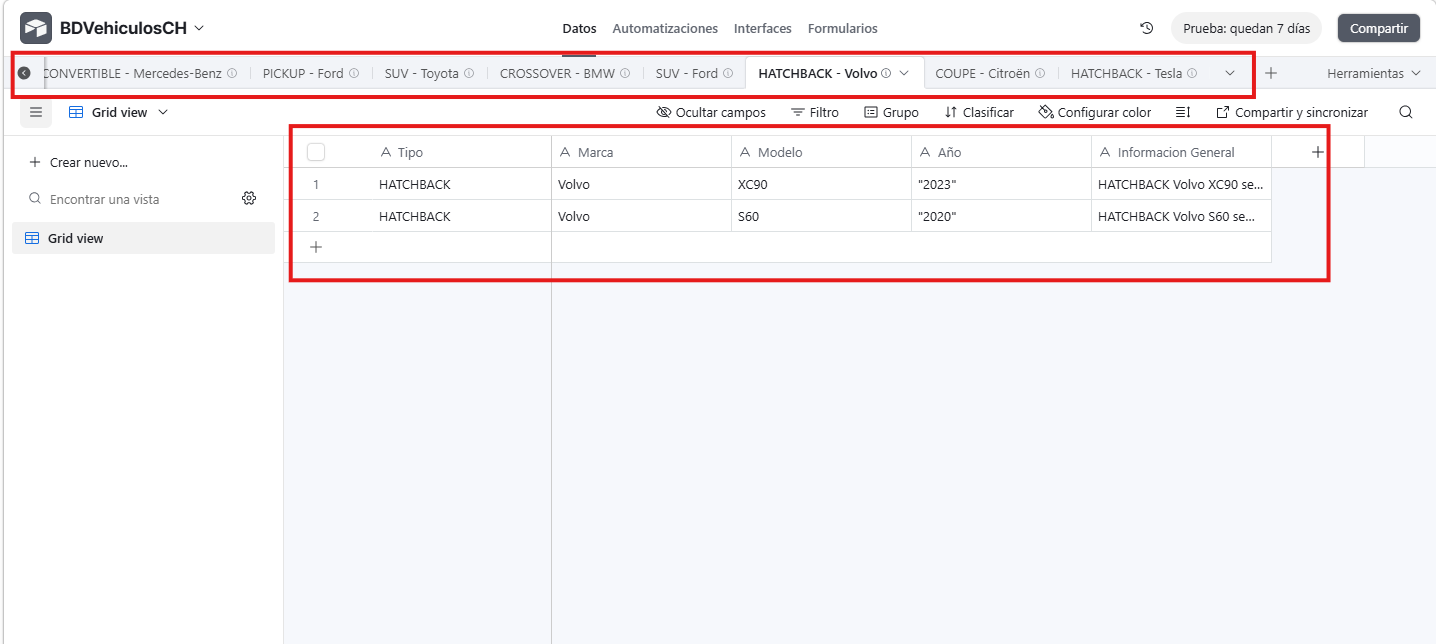 BDVehiculosCH
Datos Automatizaciones Interfaces Formularios
Prueba: quedan 7 días Compartir
CONVERTIBLE - Mercedes-Benz PICKUP - Ford SUV - Toyota CROSSOVER - BMW SUV - Ford HATCHBACK - Volvo COUPE - Citroën HATCHBACK - Tesla Herramientas
Grid view Ocultar campos Filtro Grupo Clasificar Configurar color Compartir y sincronizar
Crear nuevo...
Encontrar una vista
Grid view
Tipo Marca Modelo Año Informacion General
1 HATCHBACK Volvo XC90 "2023" HATCHBACK Volvo XC90 se...
2 HATCHBACK Volvo S60 "2020" HATCHBACK Volvo S60 se...